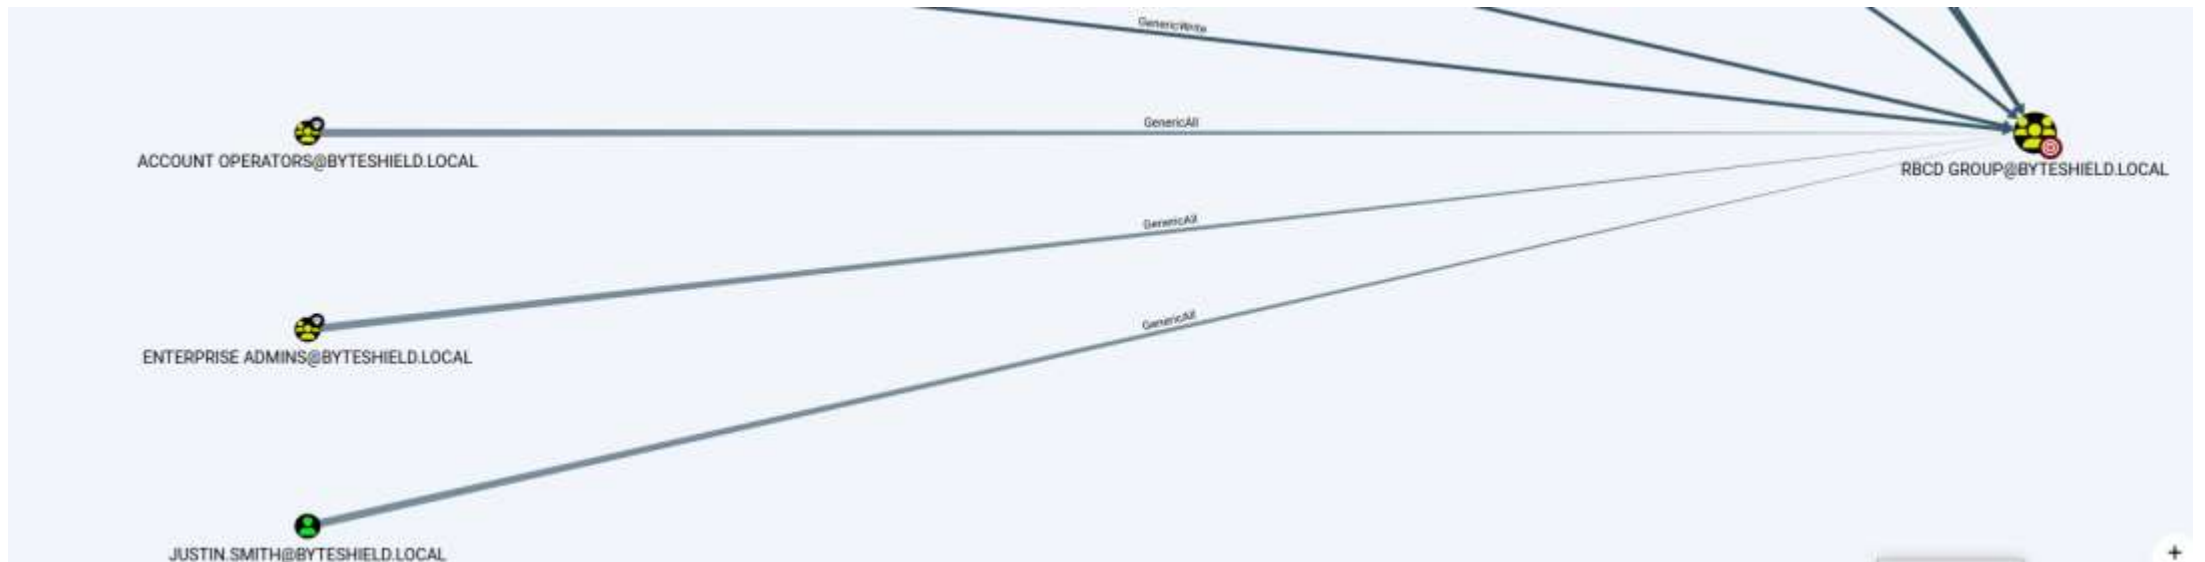 GenericWrite
GenericAll
ACCOUNT OPERATORS@BYTESHIELD.LOCAL
RBCD GROUP@BYTESHIELD.LOCAL
GenericAll
GenericAll
ENTERPRISE ADMINS@BYTESHIELD.LOCAL
JUSTIN.SMITH@BYTESHIELD.LOCAL
+